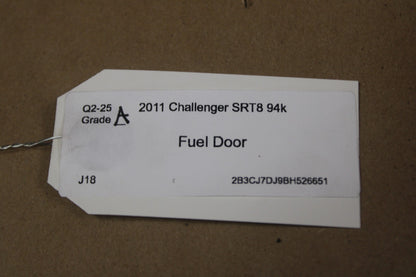 Q2-25 2011 Challenger SRT8 94k
Grade A
Fuel Door
J18 2B3CJ7DJ9BH526651